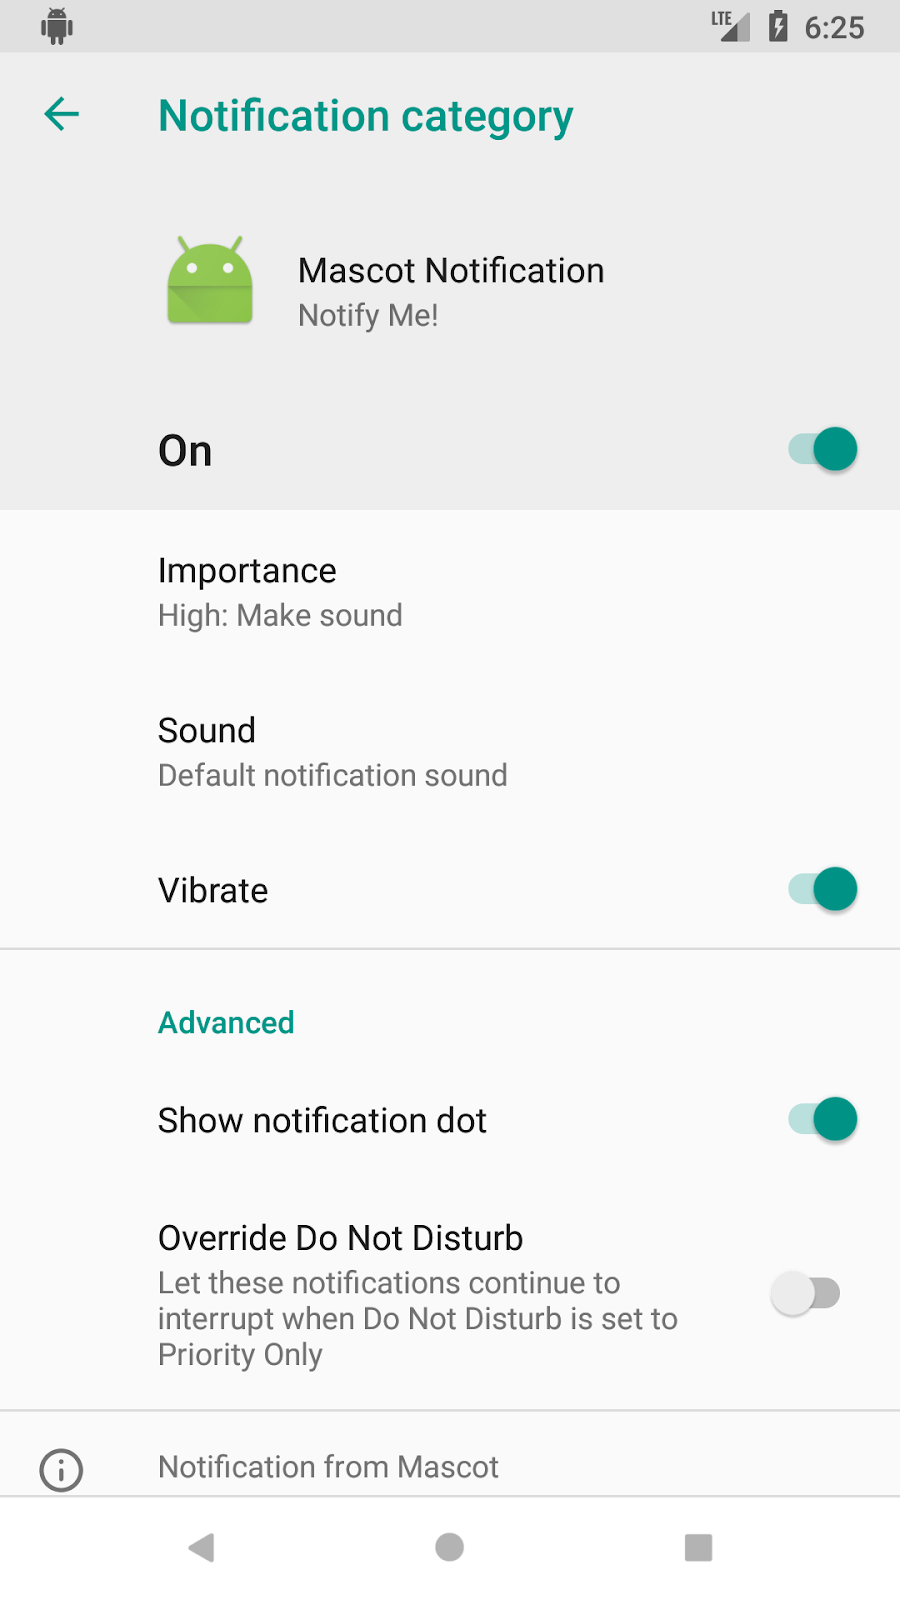 LTE 6:25
Notification category
Mascot Notification
Notify Me!
On
Importance
High: Make sound
Sound
Default notification sound
Vibrate
Advanced
Show notification dot
Override Do Not Disturb
Let these notifications continue to
interrupt when Do Not Disturb is set to
Priority Only
Notification from Mascot